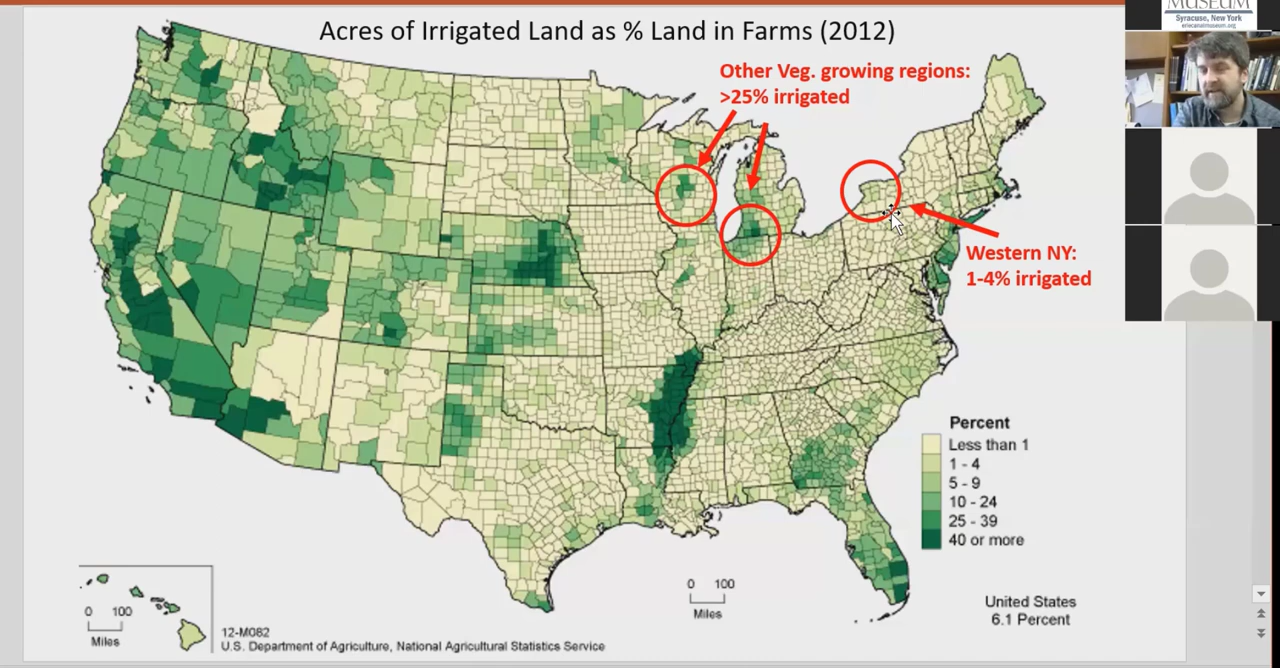 Acres of Irrigated Land as % Land in Farms (2012)
MUSEUM
Syracuse, New York
eriecanalmuseum.org
Other Veg. growing regions:
>25% irrigated
Western NY:
1-4% irrigated
Percent
Less than 1
1 - 4
5 - 9
10 - 24
25 - 39
40 or more
0 100
Miles
United States
6.1 Percent
0 100
Miles
12-M082
U.S. Department of Agriculture, National Agricultural Statistics Service